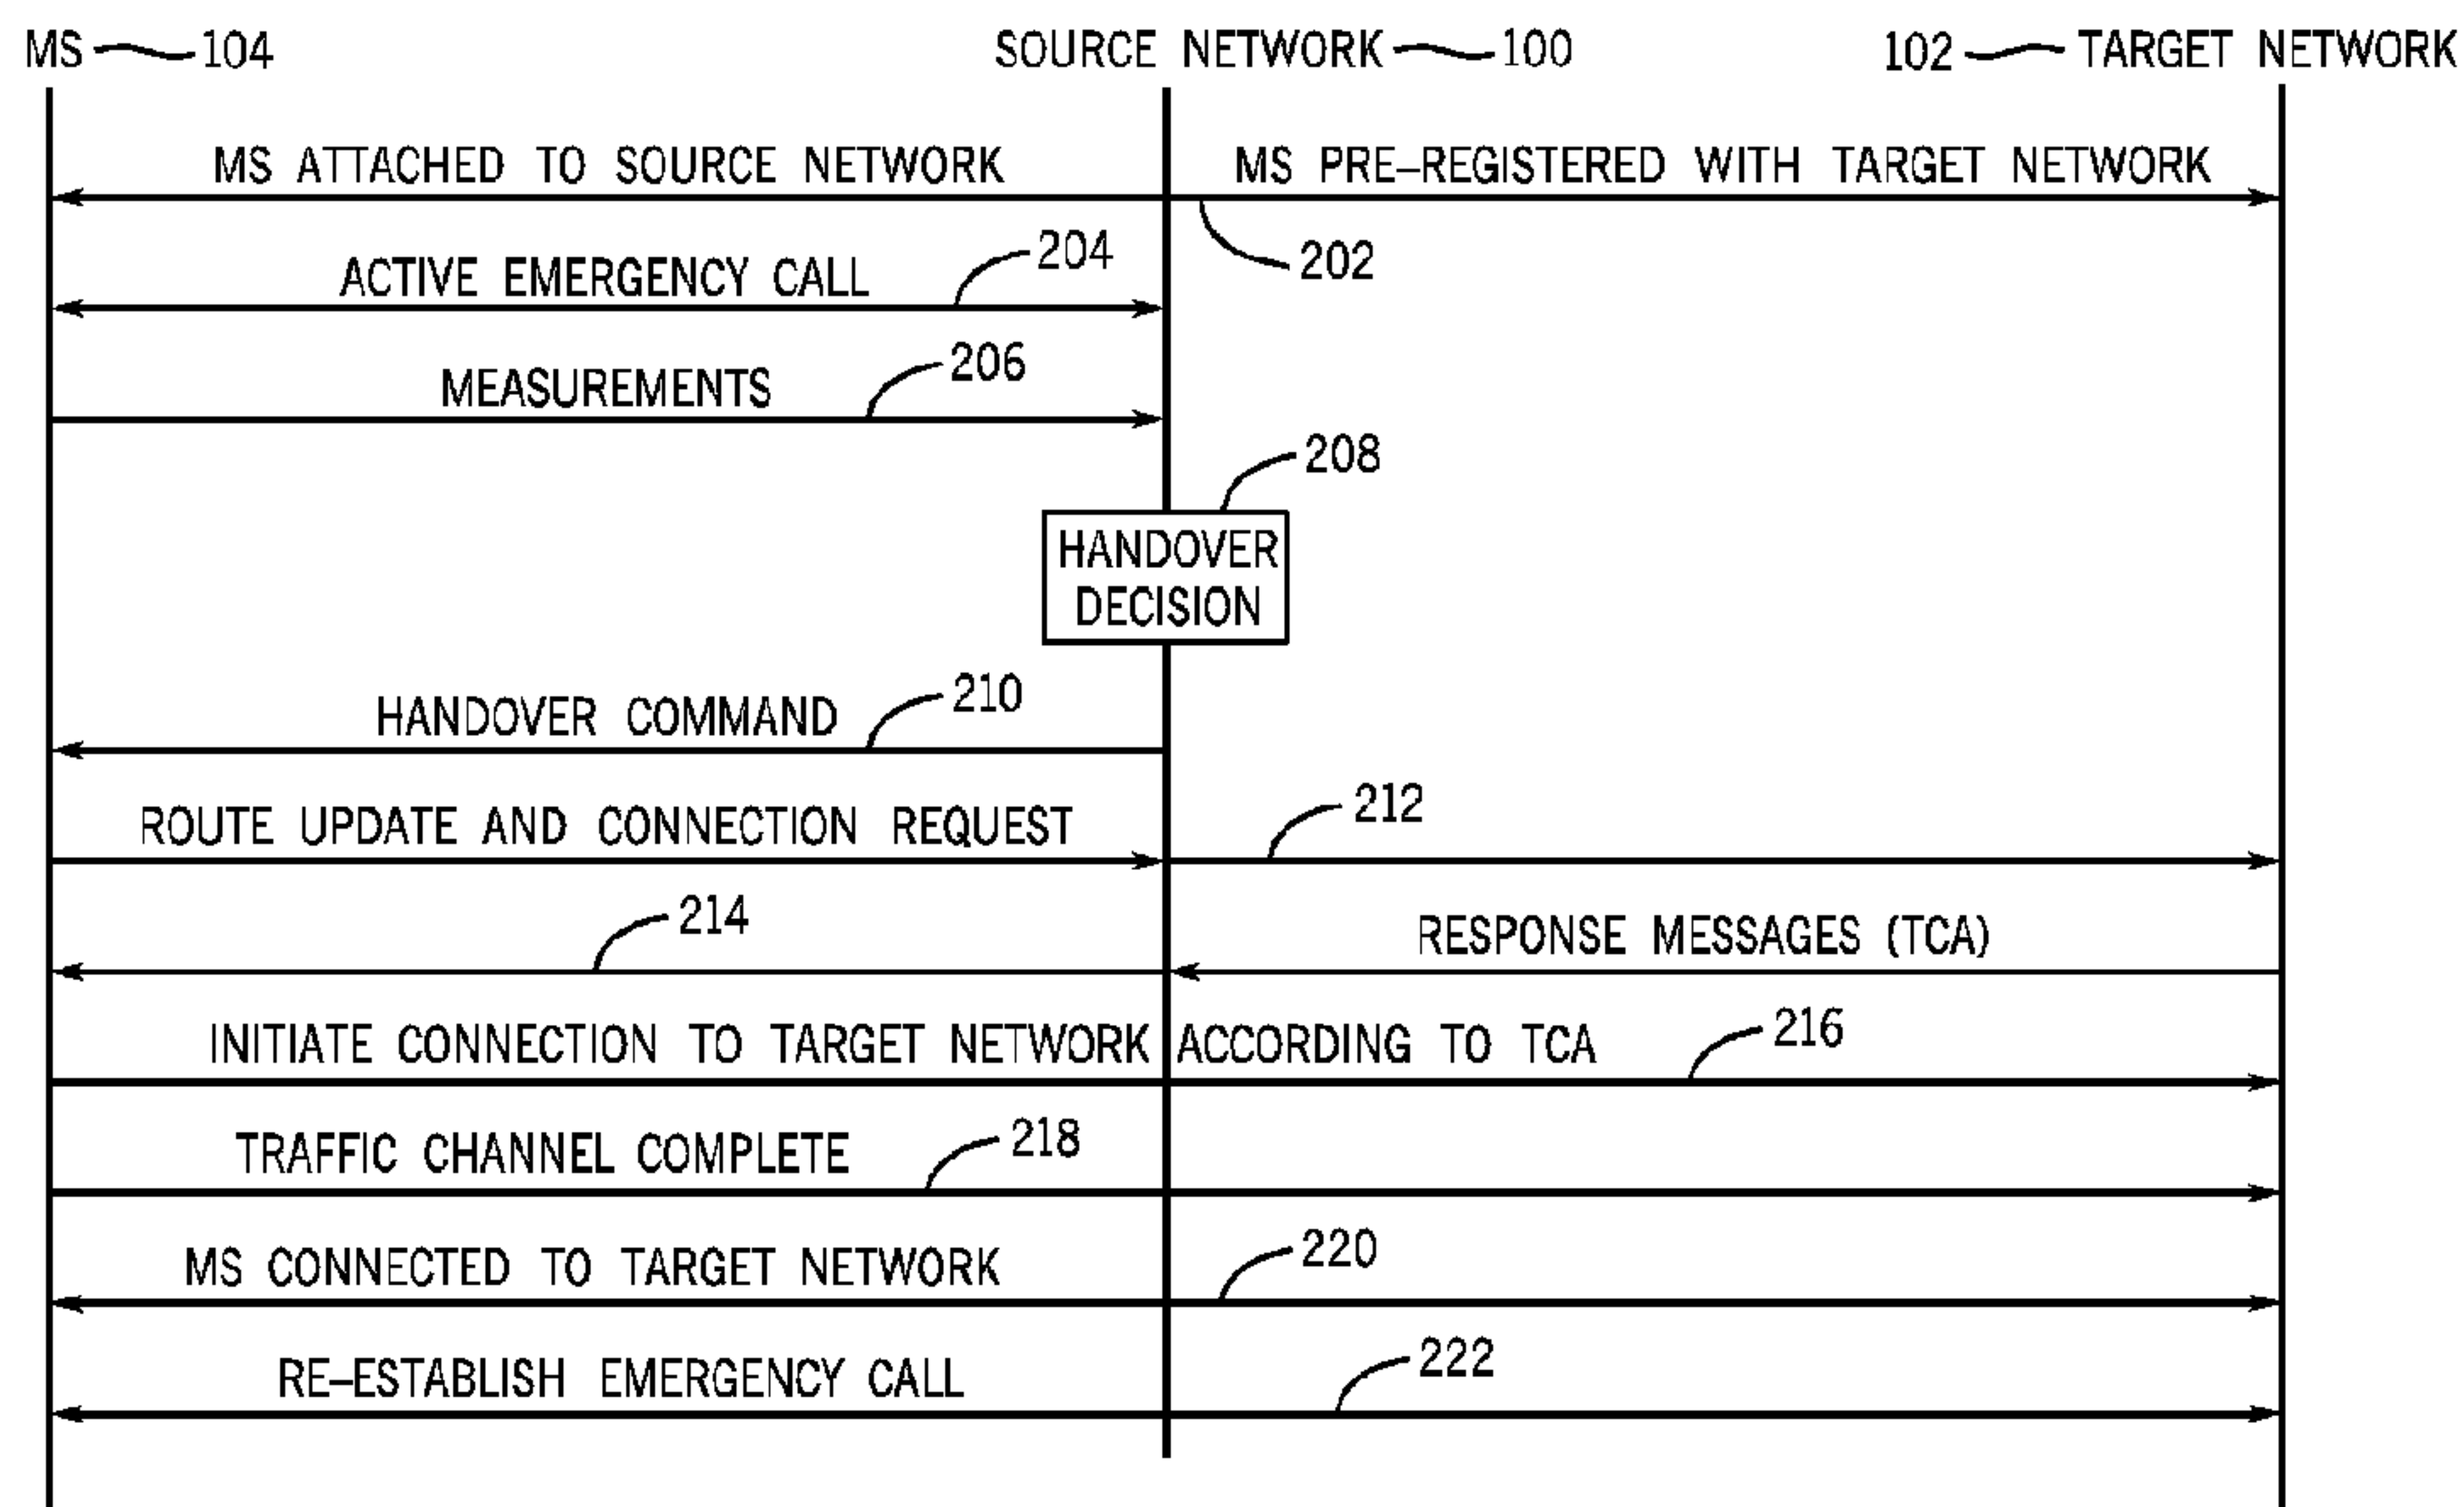 MS 104
SOURCE NETWORK 100
102 TARGET NETWORK
MS ATTACHED TO SOURCE NETWORK
MS PRE–REGISTERED WITH TARGET NETWORK
202
ACTIVE EMERGENCY CALL
204
MEASUREMENTS
206
208
HANDOVER
DECISION
HANDOVER COMMAND
210
ROUTE UPDATE AND CONNECTION REQUEST
212
214
RESPONSE MESSAGES (TCA)
INITIATE CONNECTION TO TARGET NETWORK ACCORDING TO TCA
216
TRAFFIC CHANNEL COMPLETE
218
MS CONNECTED TO TARGET NETWORK
220
RE–ESTABLISH EMERGENCY CALL
222